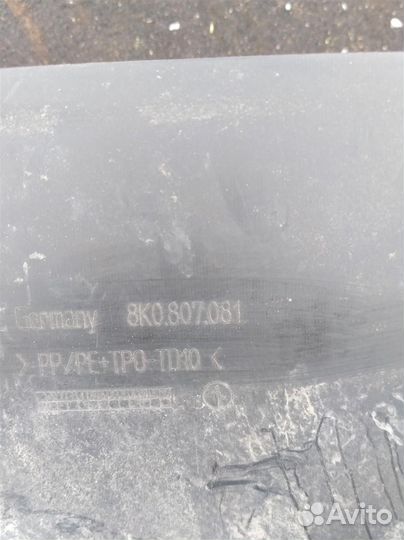 Germany 8K0.807.081
>PP/PE+TPO-TD10<
Avito